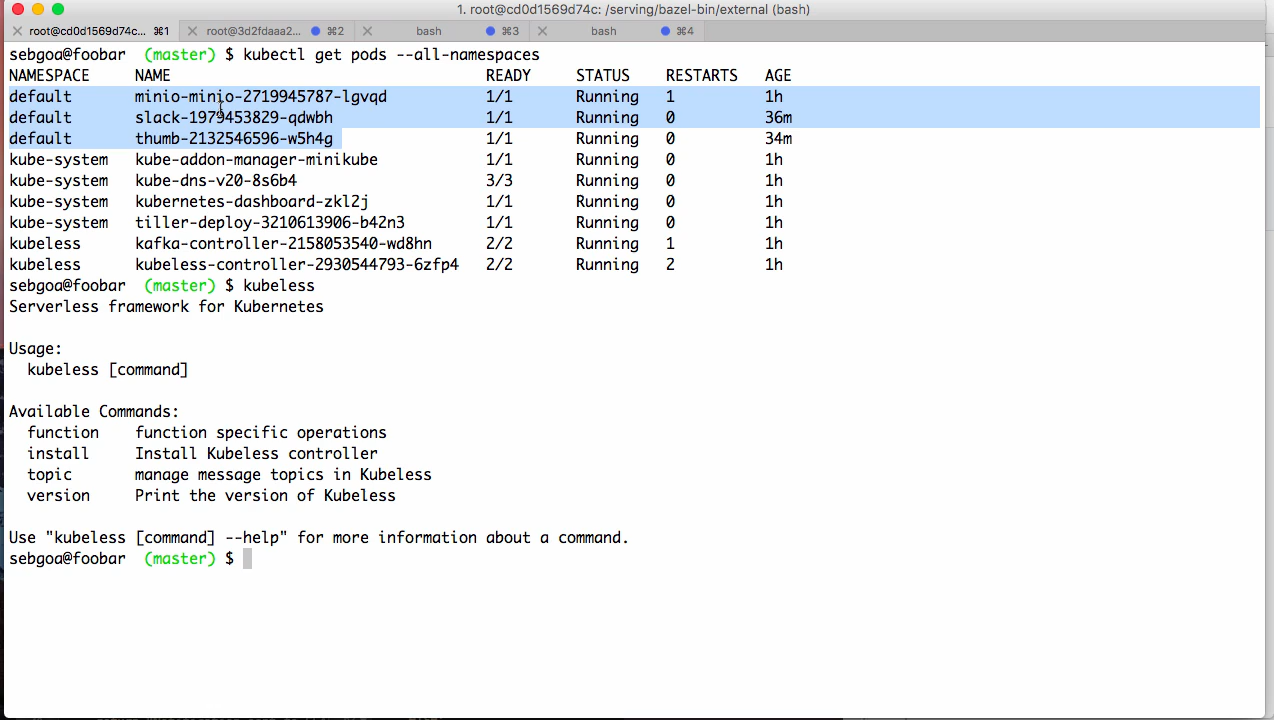 1. root@cd0d1569d74c: /serving/bazel-bin/external (bash)
root@cd0d1569d74c... ⌘1 root@3d2fdaaa2... ⌘2 bash ⌘3 bash ⌘4
sebgoa@foobar (master) $ kubectl get pods --all-namespaces
NAMESPACE NAME READY STATUS RESTARTS AGE
default minio-minio-2719945787-lgvqd 1/1 Running 1 1h
default slack-1979453829-qdwbh 1/1 Running 0 36m
default thumb-2132546596-w5h4g 1/1 Running 0 34m
kube-system kube-addon-manager-minikube 1/1 Running 0 1h
kube-system kube-dns-v20-8s6b4 3/3 Running 0 1h
kube-system kubernetes-dashboard-zkl2j 1/1 Running 0 1h
kube-system tiller-deploy-3210613906-b42n3 1/1 Running 0 1h
kubeless kafka-controller-2158053540-wd8hn 2/2 Running 1 1h
kubeless kubeless-controller-2930544793-6zfp4 2/2 Running 2 1h
sebgoa@foobar (master) $ kubeless
Serverless framework for Kubernetes
Usage:
kubeless [command]
Available Commands:
function function specific operations
install Install Kubeless controller
topic manage message topics in Kubeless
version Print the version of Kubeless
Use "kubeless [command] --help" for more information about a command.
sebgoa@foobar (master) $